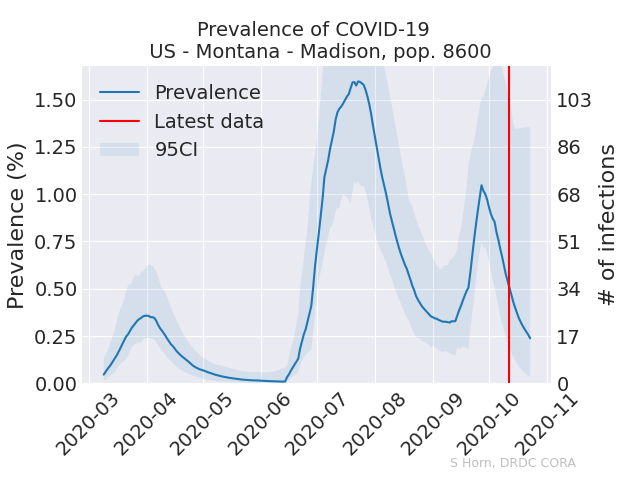 Prevalence of COVID-19
US - Montana - Madison, pop. 8600
Prevalence
Latest data
95CI
Prevalence (%)
1.50
1.25
1.00
0.75
0.50
0.25
0.00
# of infections
103
86
68
51
34
17
0
2020-03
2020-04
2020-05
2020-06
2020-07
2020-08
2020-09
2020-10
2020-11
S Horn, DRDC CORA